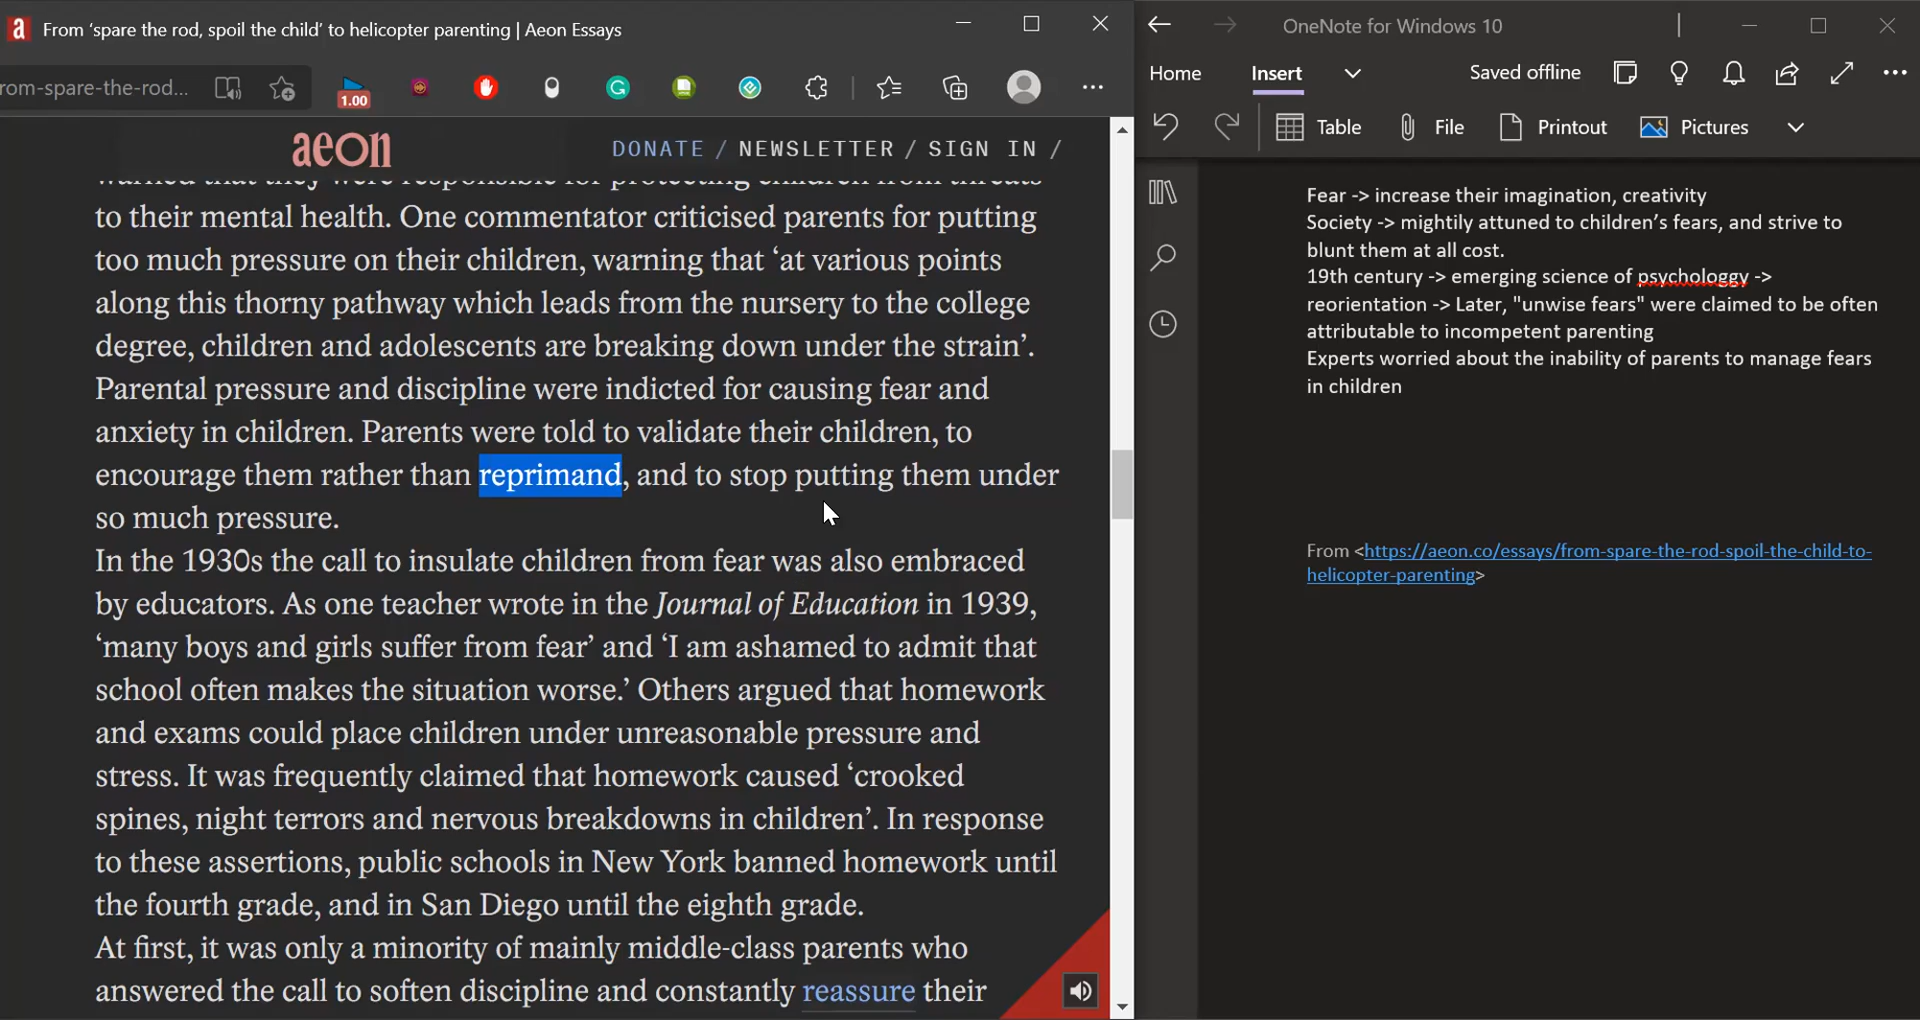 a From ‘spare the rod, spoil the child’ to helicopter parenting | Aeon Essays
rom-spare-the-rod...
1.00
aeon
DONATE / NEWSLETTER / SIGN IN /
warned that they were responsible for protecting children from threats
to their mental health. One commentator criticised parents for putting
too much pressure on their children, warning that ‘at various points
along this thorny pathway which leads from the nursery to the college
degree, children and adolescents are breaking down under the strain’.
Parental pressure and discipline were indicted for causing fear and
anxiety in children. Parents were told to validate their children, to
encourage them rather than reprimand, and to stop putting them under
so much pressure.
In the 1930s the call to insulate children from fear was also embraced
by educators. As one teacher wrote in the Journal of Education in 1939,
‘many boys and girls suffer from fear’ and ‘I am ashamed to admit that
school often makes the situation worse.’ Others argued that homework
and exams could place children under unreasonable pressure and
stress. It was frequently claimed that homework caused ‘crooked
spines, night terrors and nervous breakdowns in children’. In response
to these assertions, public schools in New York banned homework until
the fourth grade, and in San Diego until the eighth grade.
At first, it was only a minority of mainly middle-class parents who
answered the call to soften discipline and constantly reassure their
OneNote for Windows 10
Home Insert Saved offline
Table File Printout Pictures
Fear -> increase their imagination, creativity
Society -> mightily attuned to children’s fears, and strive to
blunt them at all cost.
19th century -> emerging science of psychologgy ->
reorientation -> Later, "unwise fears" were claimed to be often
attributable to incompetent parenting
Experts worried about the inability of parents to manage fears
in children
From <https://aeon.co/essays/from-spare-the-rod-spoil-the-child-to-
helicopter-parenting>